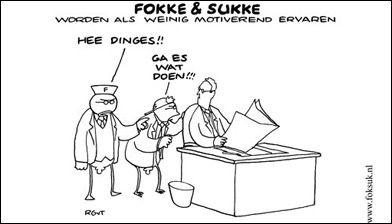 FOKKE & SUKKE
WORDEN ALS WEINIG MOTIVEREND ERVAREN
HEE DINGES!!
GA ES
WAT
DOEN!!!
F
RGvT
www.foksuk.nl